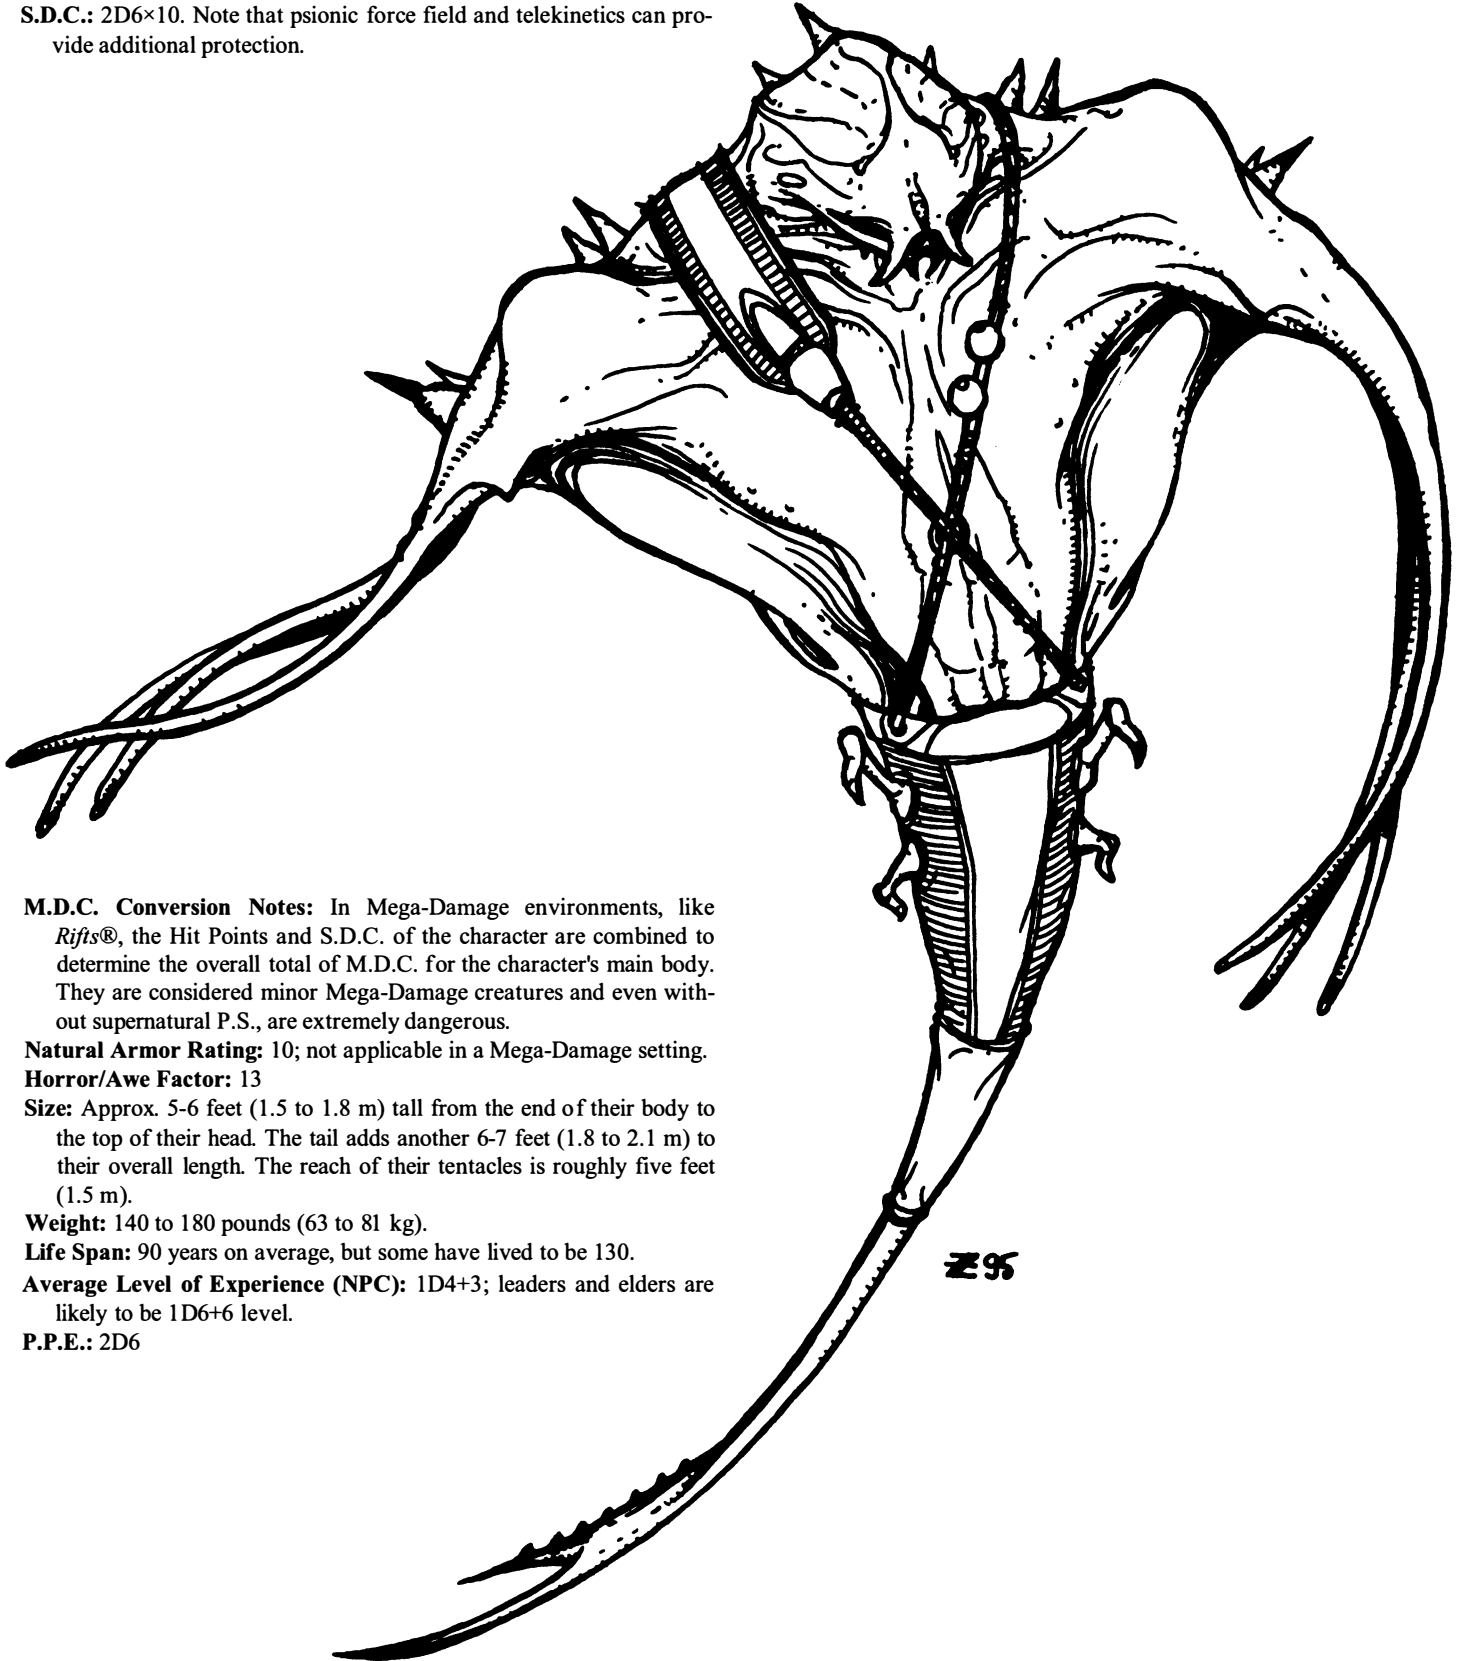 S.D.C.: 2D6×10. Note that psionic force field and telekinetics can pro-
vide additional protection.
M.D.C. Conversion Notes: In Mega-Damage environments, like
Rifts®, the Hit Points and S.D.C. of the character are combined to
determine the overall total of M.D.C. for the character's main body.
They are considered minor Mega-Damage creatures and even with-
out supernatural P.S., are extremely dangerous.
Natural Armor Rating: 10; not applicable in a Mega-Damage setting.
Horror/Awe Factor: 13
Size: Approx. 5-6 feet (1.5 to 1.8 m) tall from the end of their body to
the top of their head. The tail adds another 6-7 feet (1.8 to 2.1 m) to
their overall length. The reach of their tentacles is roughly five feet
(1.5 m).
Weight: 140 to 180 pounds (63 to 81 kg).
Life Span: 90 years on average, but some have lived to be 130.
Average Level of Experience (NPC): 1D4+3; leaders and elders are
likely to be 1D6+6 level.
P.P.E.: 2D6
Z 95